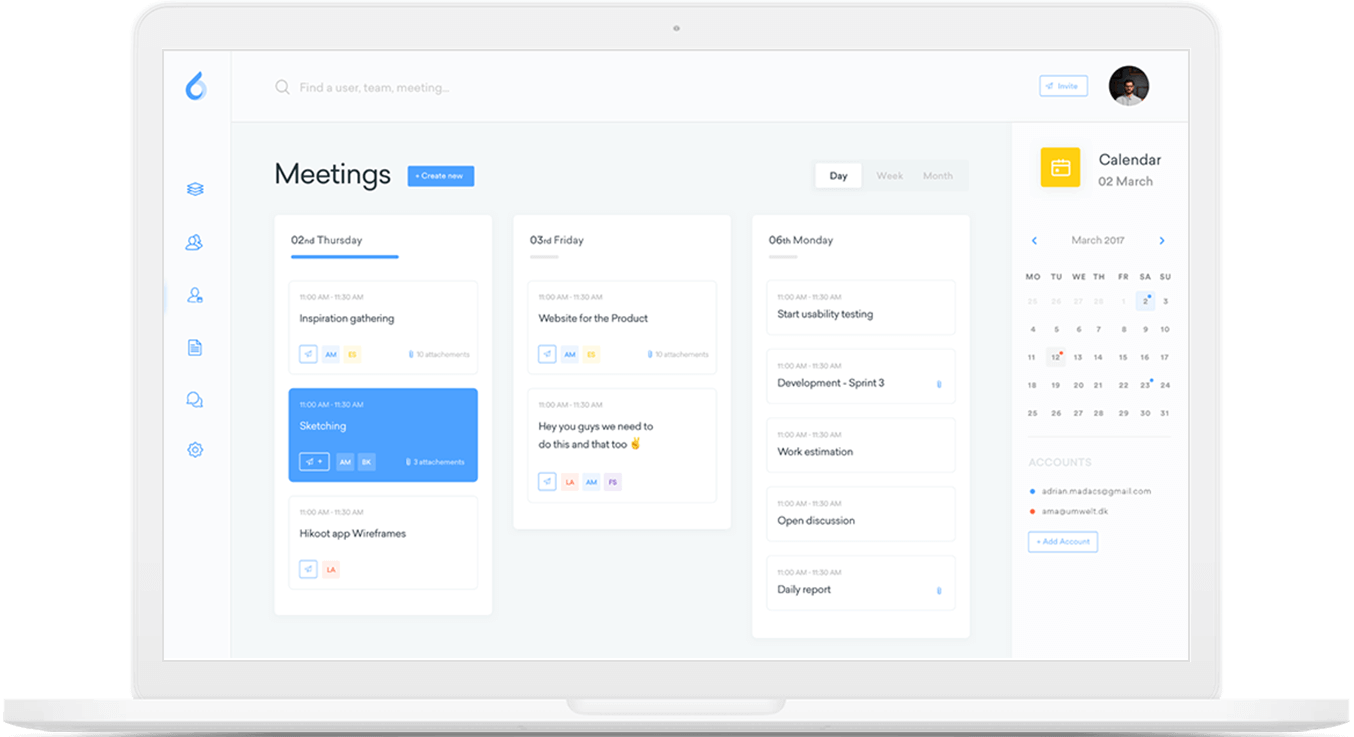 Find a user, team, meeting...
Invite
Meetings
+ Create new
Day
Week
Month
02nd Thursday
11:00 AM - 11:30 AM
Inspiration gathering
AM
ES
10 attachements
11:00 AM - 11:30 AM
Sketching
+
AM
BK
3 attachements
11:00 AM - 11:30 AM
Hikoot app Wireframes
LA
03rd Friday
11:00 AM - 11:30 AM
Website for the Product
AM
ES
10 attachements
11:00 AM - 11:30 AM
Hey you guys we need to
do this and that too ✌️
LA
AM
FS
06th Monday
11:00 AM - 11:30 AM
Start usability testing
11:00 AM - 11:30 AM
Development - Sprint 3
11:00 AM - 11:30 AM
Work estimation
11:00 AM - 11:30 AM
Open discussion
11:00 AM - 11:30 AM
Daily report
Calendar
02 March
March 2017
MO TU WE TH FR SA SU
25 26 27 28 1 2 3
4 5 6 7 8 9 10
11 12 13 14 15 16 17
18 19 20 21 22 23 24
25 26 27 28 29 30 31
ACCOUNTS
adrian.madacs@gmail.com
ama@umwelt.dk
+ Add Account